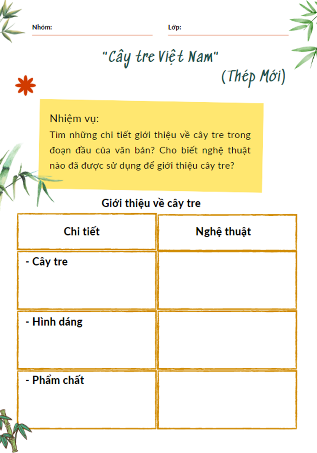 Nhóm: Lớp:
"Cây tre Việt Nam"
(Thép Mới)
Nhiệm vụ:
Tìm những chi tiết giới thiệu về cây tre trong
đoạn đầu của văn bản? Cho biết nghệ thuật
nào đã được sử dụng để giới thiệu cây tre?
Giới thiệu về cây tre
Chi tiết Nghệ thuật
- Cây tre
- Hình dáng
- Phẩm chất